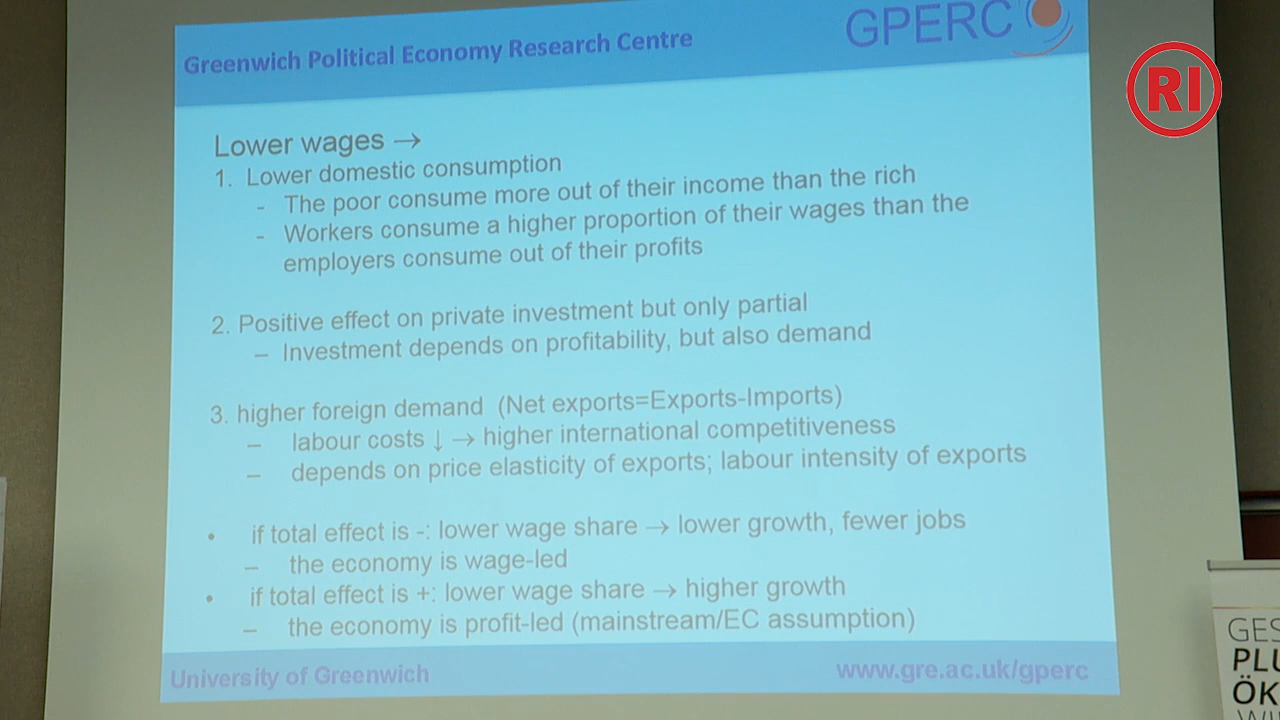 Greenwich Political Economy Research Centre
GPERC
RI
Lower wages →
1. Lower domestic consumption
- The poor consume more out of their income than the rich
- Workers consume a higher proportion of their wages than the
employers consume out of their profits
2. Positive effect on private investment but only partial
– Investment depends on profitability, but also demand
3. higher foreign demand (Net exports=Exports-Imports)
– labour costs ↓ → higher international competitiveness
– depends on price elasticity of exports; labour intensity of exports
• if total effect is -: lower wage share → lower growth, fewer jobs
– the economy is wage-led
• if total effect is +: lower wage share → higher growth
– the economy is profit-led (mainstream/EC assumption)
University of Greenwich
www.gre.ac.uk/gperc
GES
PLU
ÖK